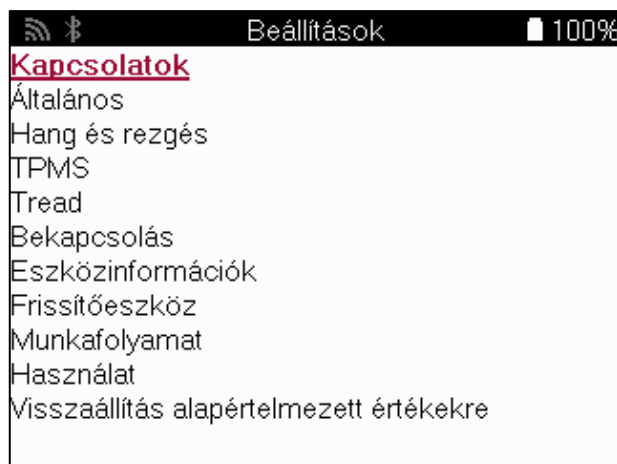 Beállítások 100%
Kapcsolatok
Általános
Hang és rezgés
TPMS
Tread
Bekapcsolás
Eszközinformációk
Frissítőeszköz
Munkafolyamat
Használat
Visszaállítás alapértelmezett értékekre